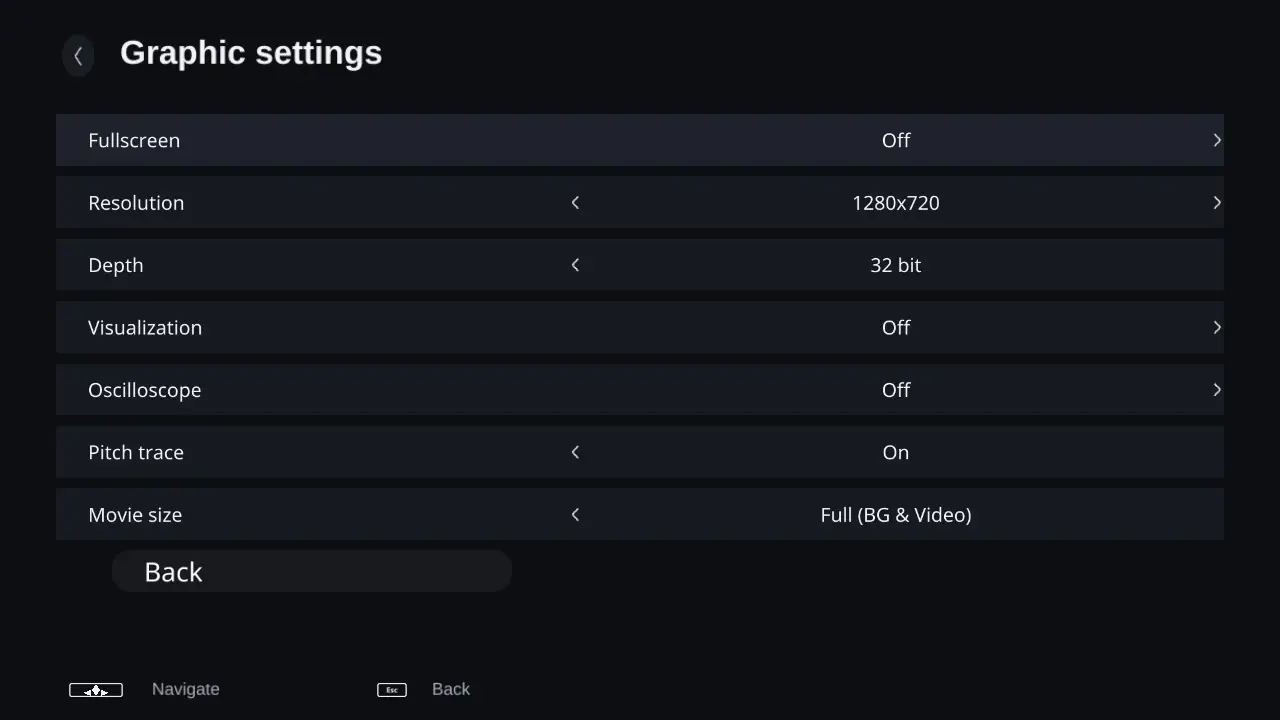 Graphic settings
Fullscreen Off
Resolution 1280x720
Depth 32 bit
Visualization Off
Oscilloscope Off
Pitch trace On
Movie size Full (BG & Video)
Back
Navigate Esc Back